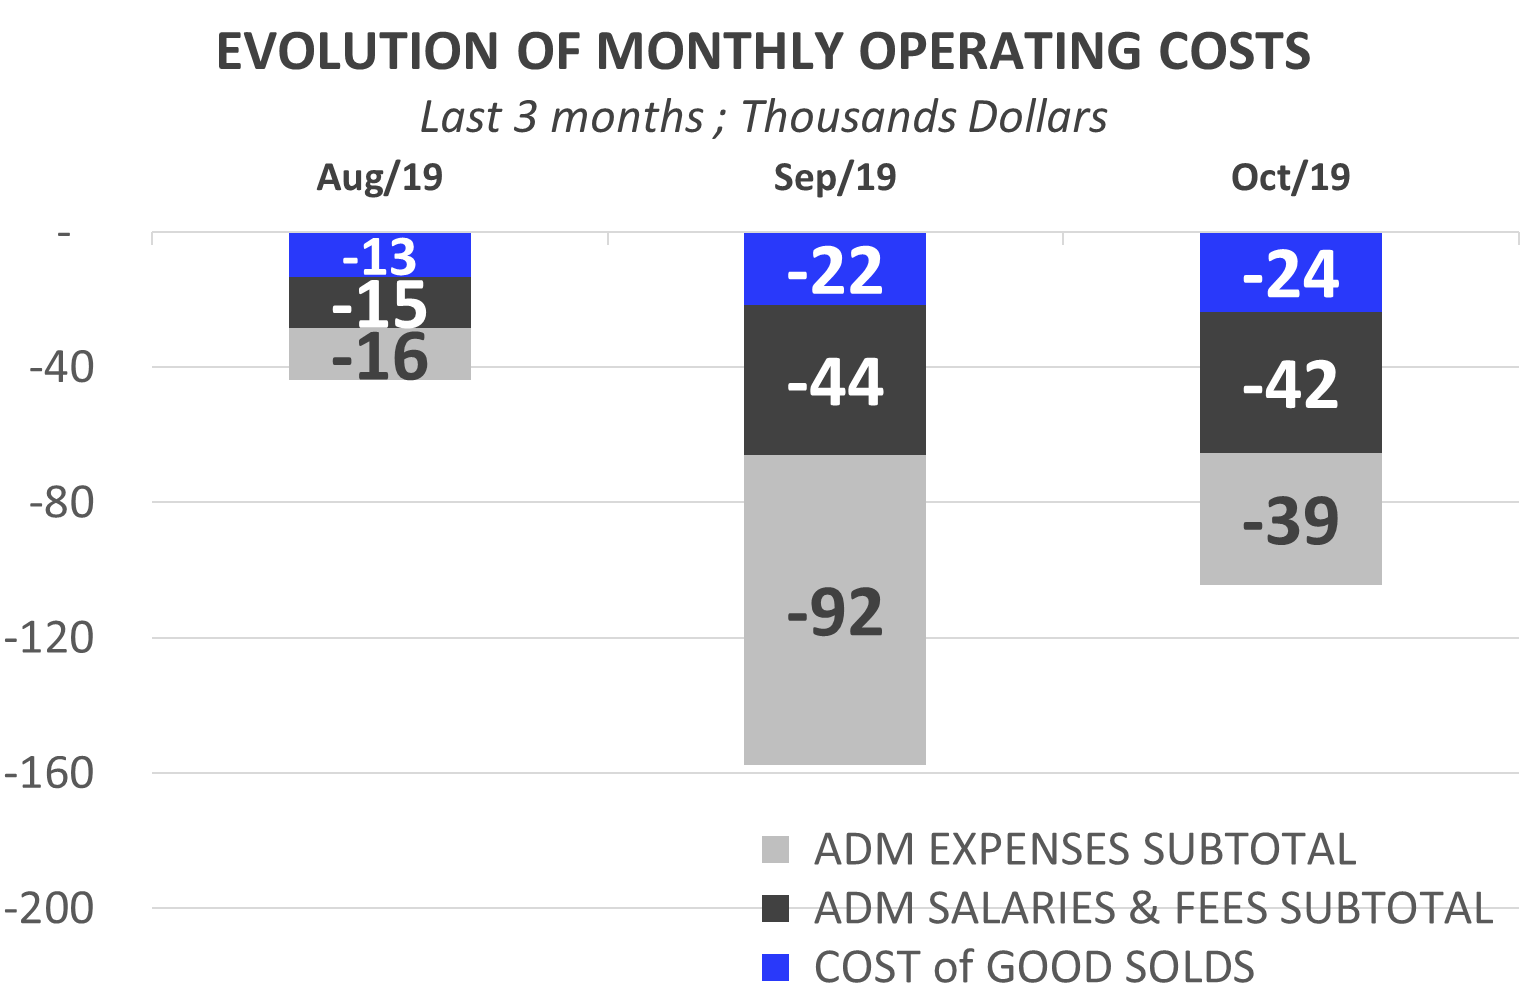 EVOLUTION OF MONTHLY OPERATING COSTS
Last 3 months ; Thousands Dollars
Aug/19 Sep/19 Oct/19
-
-40
-80
-120
-160
-200
-13 -22 -24
-15 -44 -42
-16 -92 -39
ADM EXPENSES SUBTOTAL
ADM SALARIES & FEES SUBTOTAL
COST of GOOD SOLDS